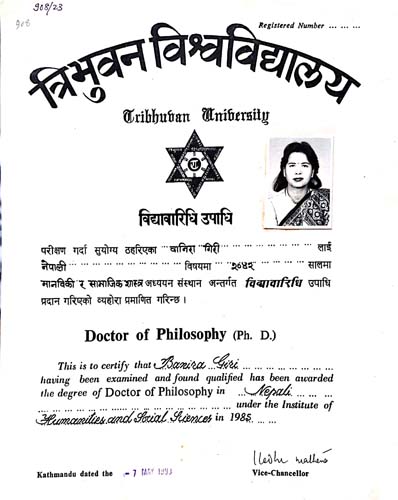 908/23
908
Registered Number ... ... ...
त्रिभुवन विश्वविद्यालय
Tribhuvan University
विद्यावारिधि उपाधि
परीक्षण गर्दा सुयोग्य ठहरिएका ... वानिरा गिरी ... ... ... ... ... ... ... लाई
नेपाली ... ... ... ... ... ... ... ... विषयमा ... २०४२ ... ... ... सालमा
मानविकी र सामाजिक शास्त्र अध्ययन संस्थान अन्तर्गत विद्यावारिधि उपाधि
प्रदान गरिएको व्यहोरा प्रमाणित गरिन्छ ।
Doctor of Philosophy (Ph. D.)
This is to certify that Banira Giri ... ... ... ... ... ... ...
having been examined and found qualified has been awarded
the degree of Doctor of Philosophy in ... Nepali ... ...
... ... ... ... ... ... ... ... ... ... under the Institute of
Humanities and Social Sciences in 1985 ... ...
Kathmandu dated the 7 MAY 1993
Vice-Chancellor